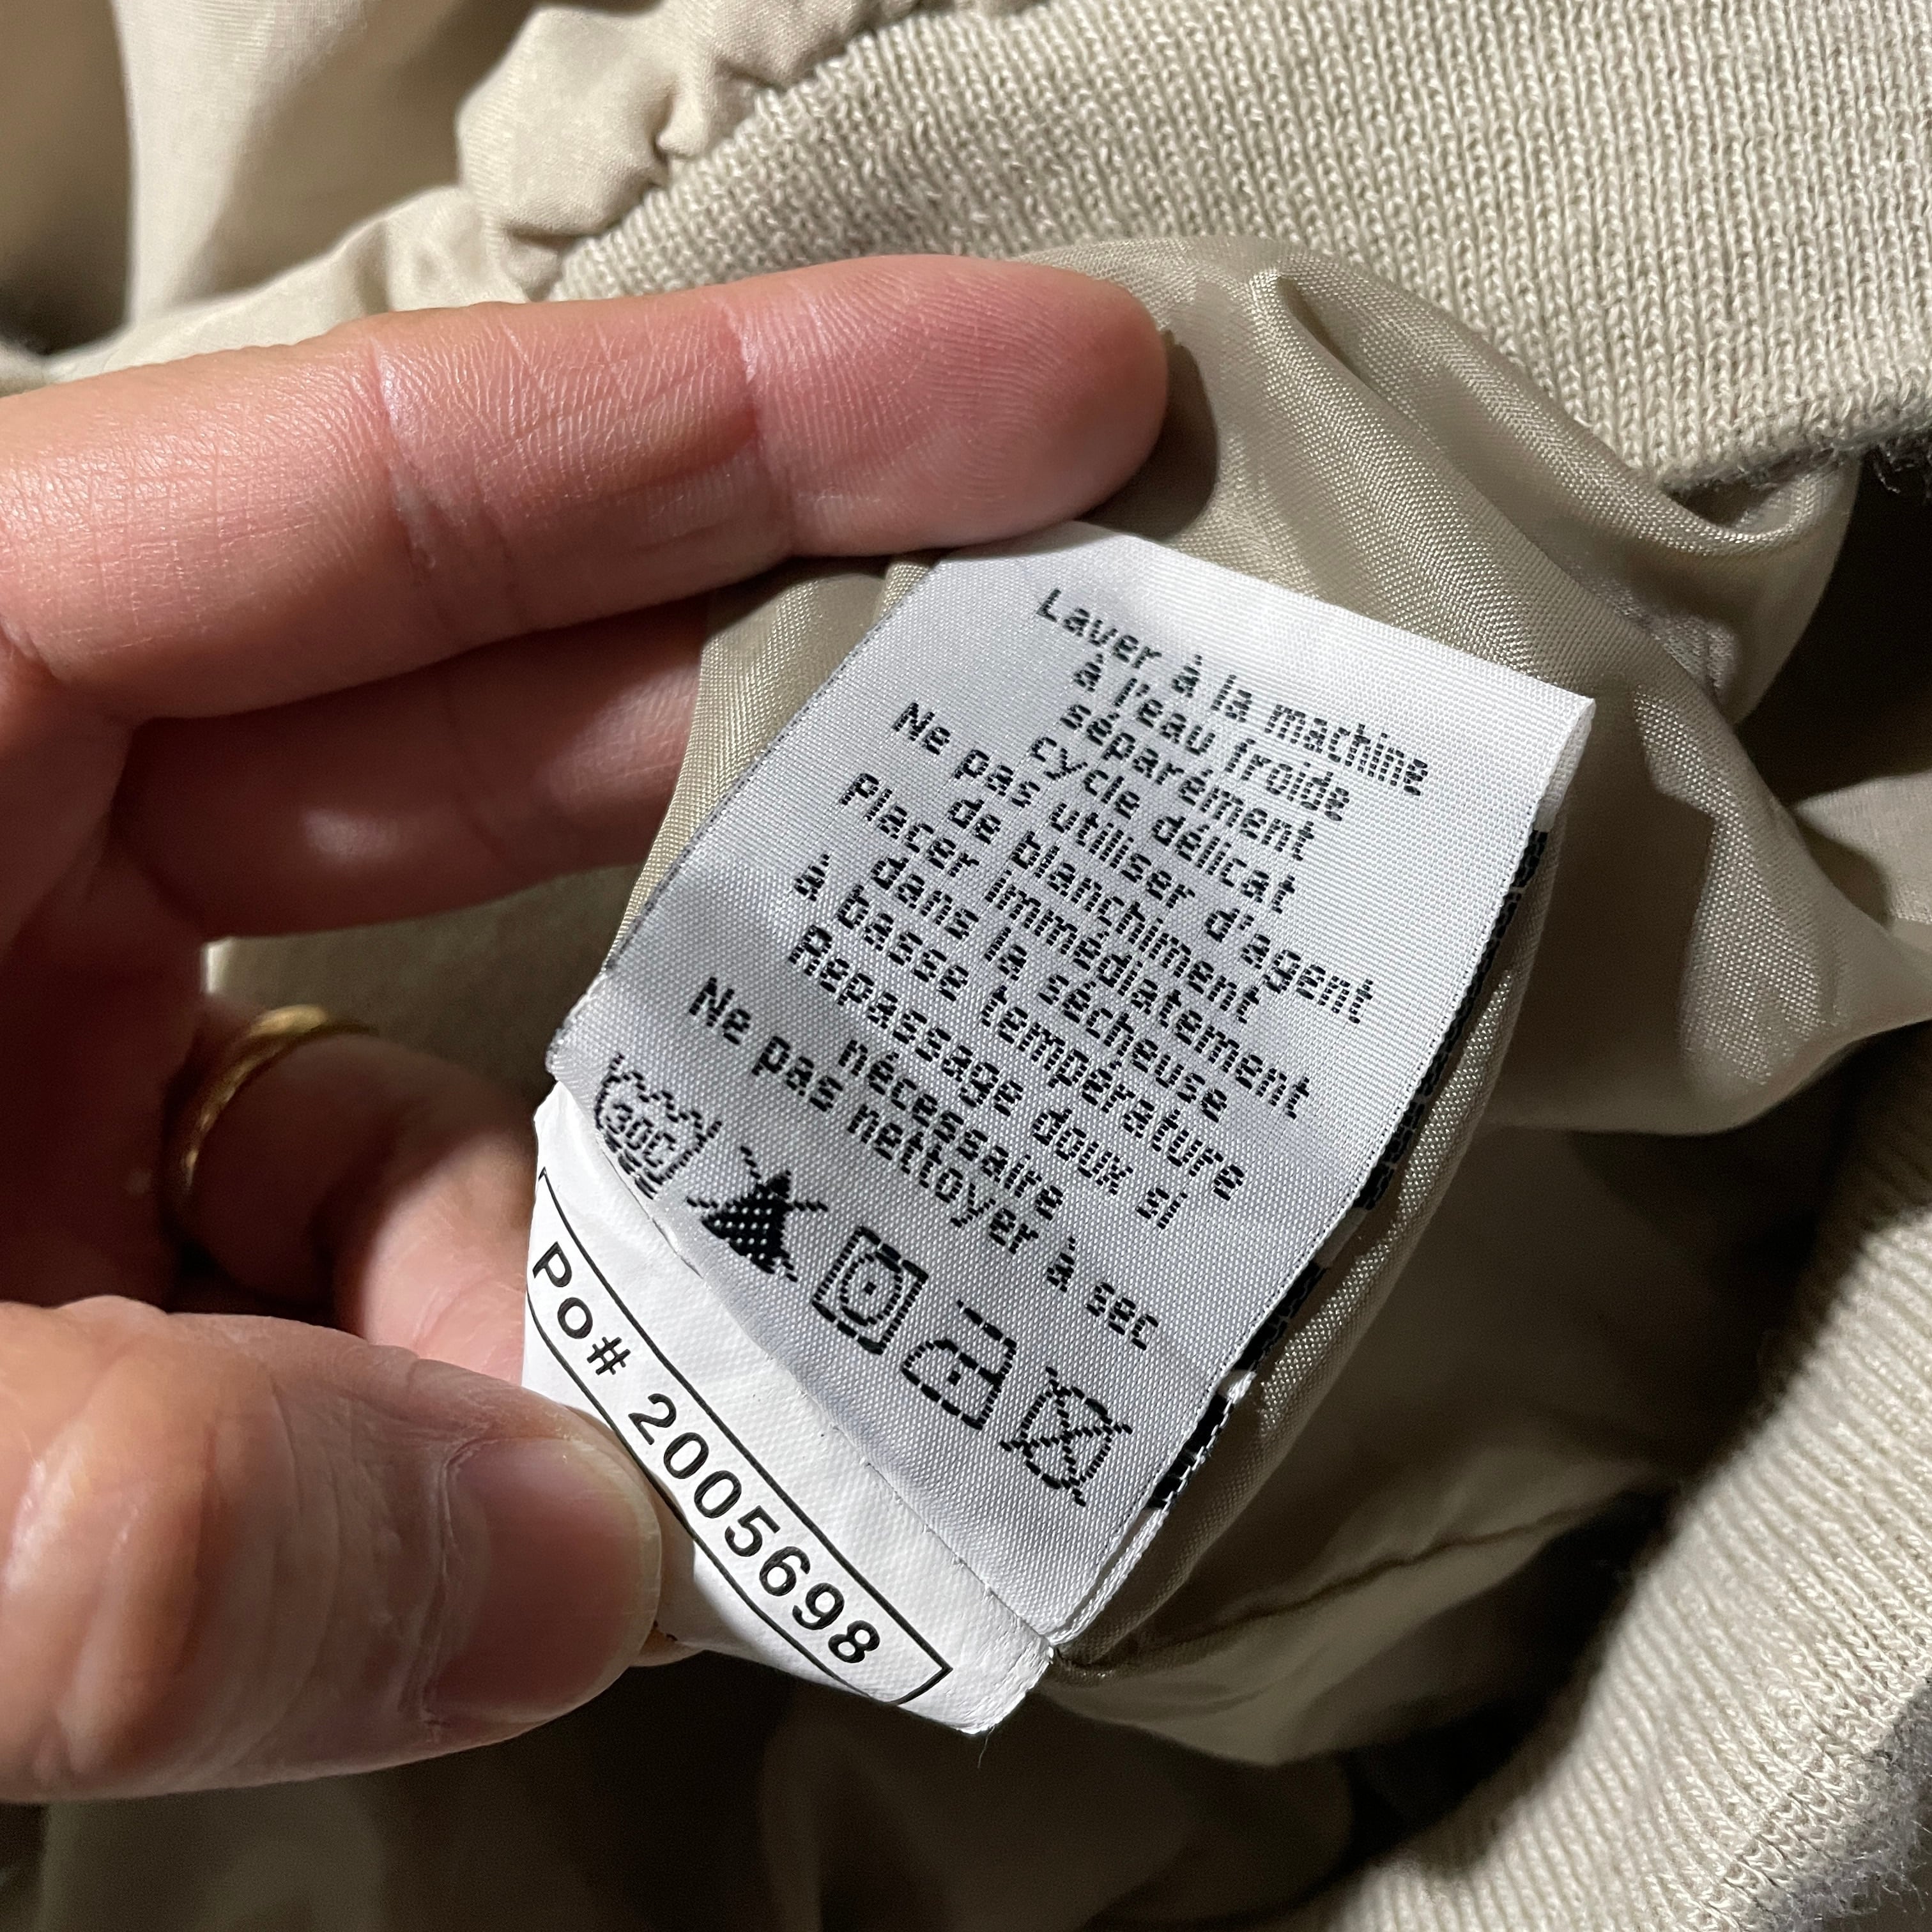 Laver à la machine
à l'eau froide
séparément
cycle délicat
Ne pas utiliser d'agent
de blanchiment
Placer immédiatement
dans la sécheuse
à basse température
Repassage doux si
nécessaire
Ne pas nettoyer à sec
30C
PO# 2005698